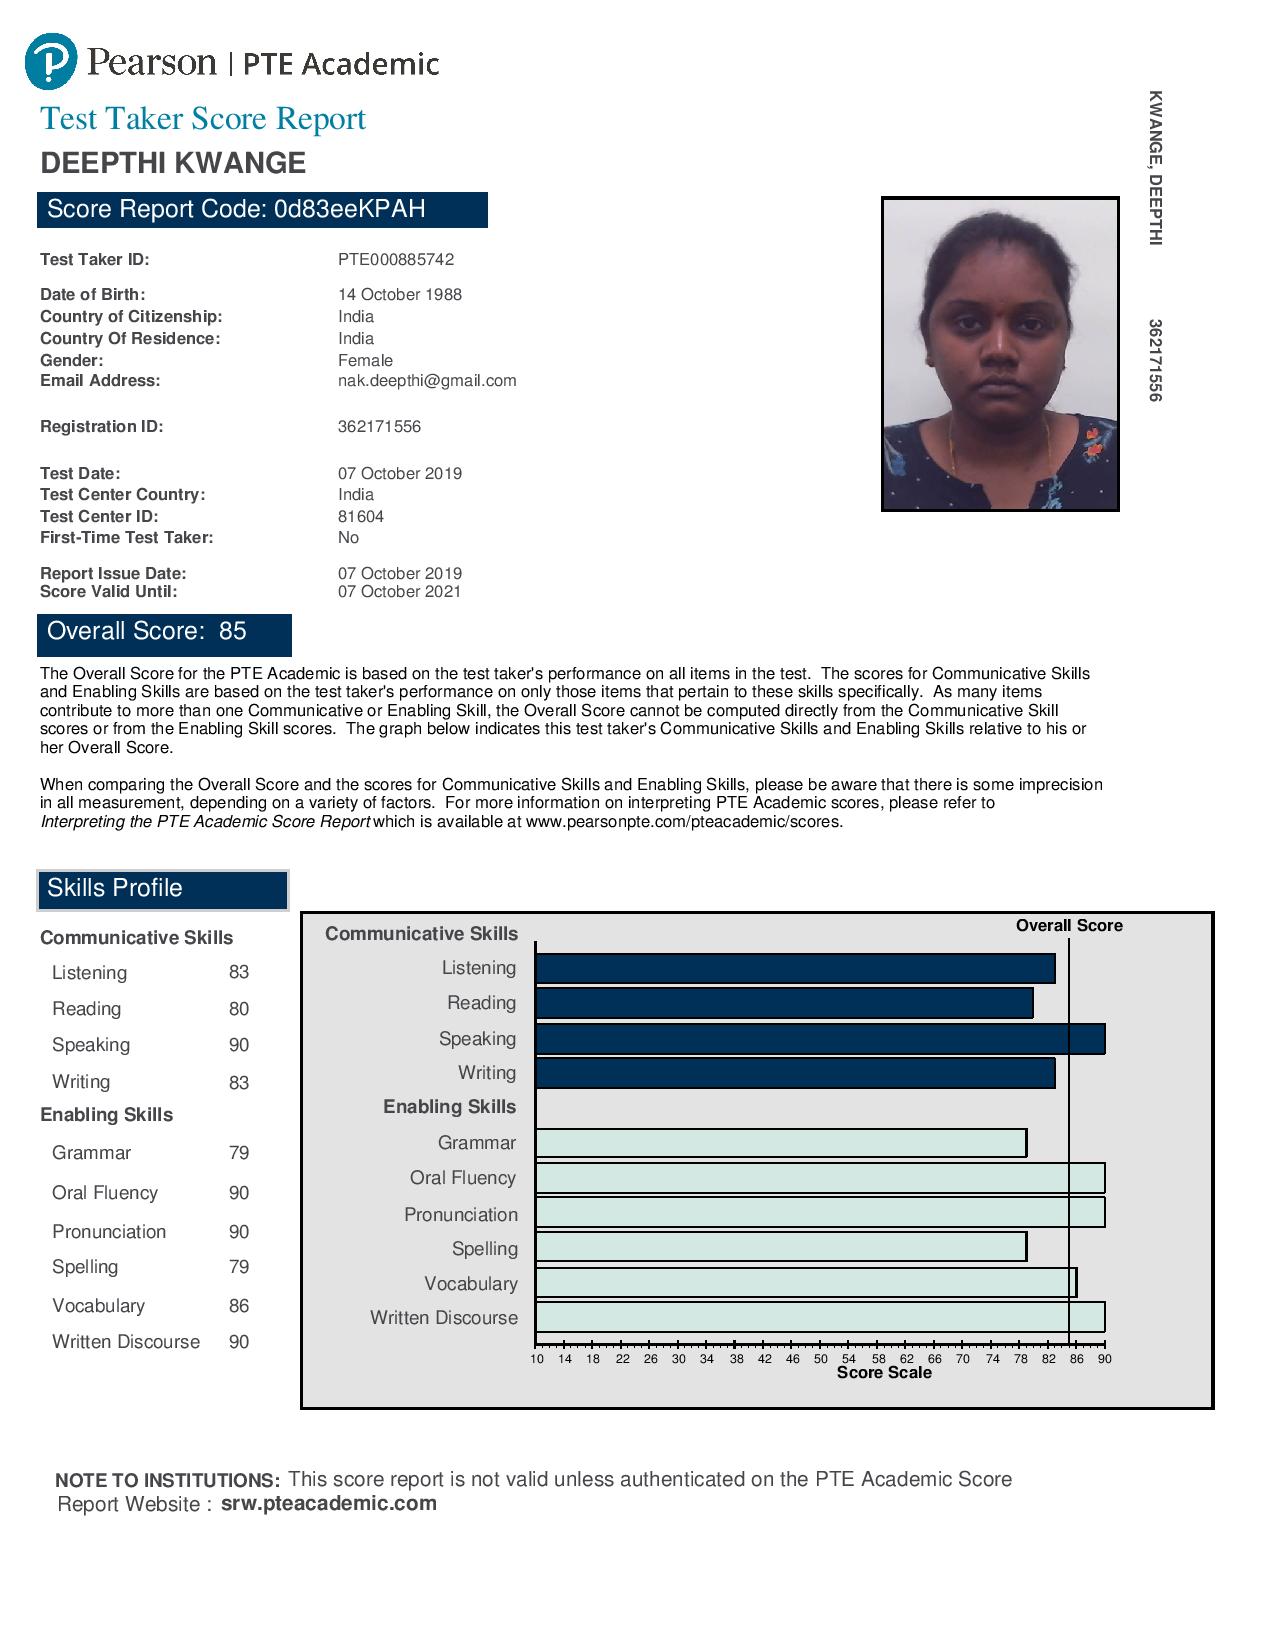 Pearson | PTE Academic
Test Taker Score Report
DEEPTHI KWANGE
Score Report Code: 0d83eeKPAH
KWANGE, DEEPTHI 362171556
Test Taker ID: PTE000885742
Date of Birth: 14 October 1988
Country of Citizenship: India
Country Of Residence: India
Gender: Female
Email Address: nak.deepthi@gmail.com
Registration ID: 362171556
Test Date: 07 October 2019
Test Center Country: India
Test Center ID: 81604
First-Time Test Taker: No
Report Issue Date: 07 October 2019
Score Valid Until: 07 October 2021
Overall Score: 85
The Overall Score for the PTE Academic is based on the test taker's performance on all items in the test. The scores for Communicative Skills
and Enabling Skills are based on the test taker's performance on only those items that pertain to these skills specifically. As many items
contribute to more than one Communicative or Enabling Skill, the Overall Score cannot be computed directly from the Communicative Skill
scores or from the Enabling Skill scores. The graph below indicates this test taker's Communicative Skills and Enabling Skills relative to his or
her Overall Score.
When comparing the Overall Score and the scores for Communicative Skills and Enabling Skills, please be aware that there is some imprecision
in all measurement, depending on a variety of factors. For more information on interpreting PTE Academic scores, please refer to
Interpreting the PTE Academic Score Report which is available at www.pearsonpte.com/pteacademic/scores.
Skills Profile
Communicative Skills
Listening 83
Reading 80
Speaking 90
Writing 83
Enabling Skills
Grammar 79
Oral Fluency 90
Pronunciation 90
Spelling 79
Vocabulary 86
Written Discourse 90
Overall Score
Communicative Skills
Listening
Reading
Speaking
Writing
Enabling Skills
Grammar
Oral Fluency
Pronunciation
Spelling
Vocabulary
Written Discourse
10 14 18 22 26 30 34 38 42 46 50 54 58 62 66 70 74 78 82 86 90
Score Scale
NOTE TO INSTITUTIONS: This score report is not valid unless authenticated on the PTE Academic Score
Report Website : srw.pteacademic.com